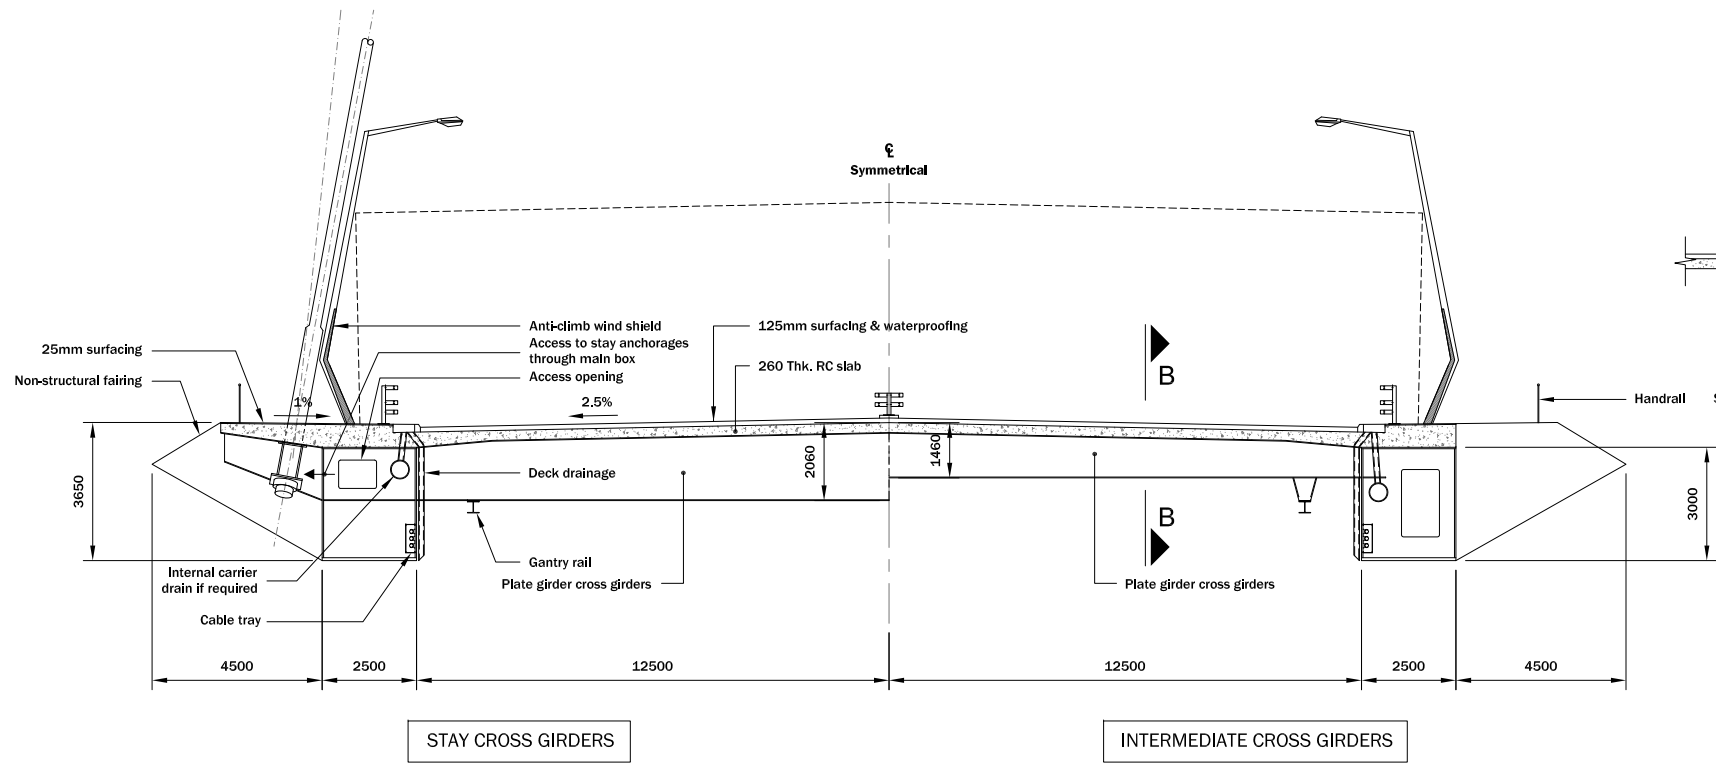 ℄
Symmetrical
Anti-climb wind shield
Access to stay anchorages
through main box
Access opening
125mm surfacing & waterproofing
260 Thk. RC slab
25mm surfacing
Non-structural fairing
1%
2.5%
B
Handrail
S
3650
2060
1460
3000
Deck drainage
B
Gantry rail
Plate girder cross girders
Plate girder cross girders
Internal carrier
drain if required
Cable tray
4500
2500
12500
12500
2500
4500
STAY CROSS GIRDERS
INTERMEDIATE CROSS GIRDERS